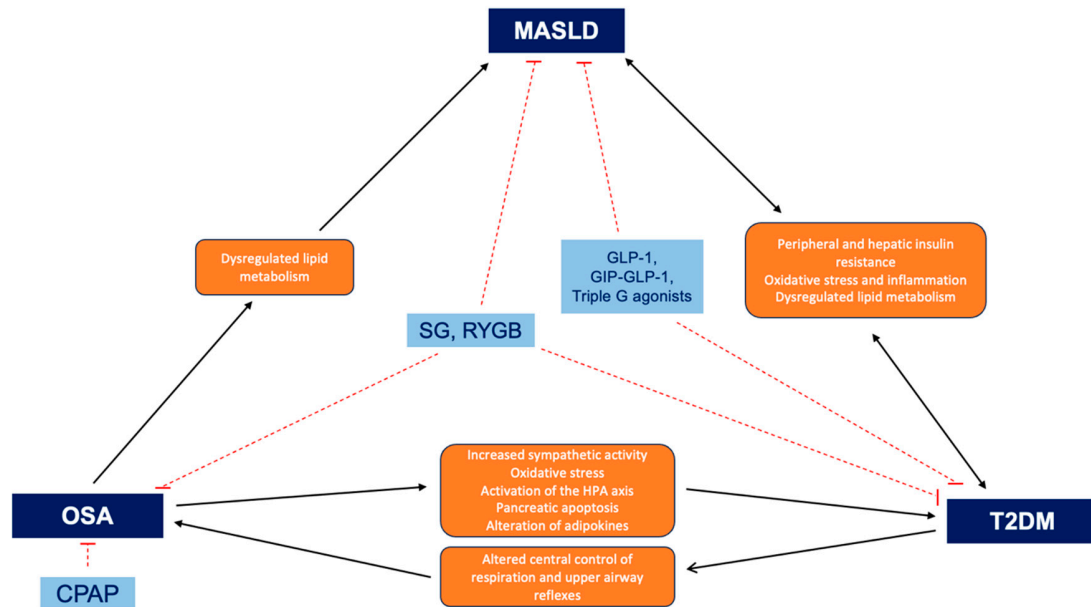 MASLD
Dysregulated lipid
metabolism
GLP-1,
GIP-GLP-1,
Triple G agonists
Peripheral and hepatic insulin
resistance
Oxidative stress and inflammation
Dysregulated lipid metabolism
SG, RYGB
Increased sympathetic activity
Oxidative stress
Activation of the HPA axis
Pancreatic apoptosis
Alteration of adipokines
OSA
T2DM
Altered central control of
respiration and upper airway
reflexes
CPAP